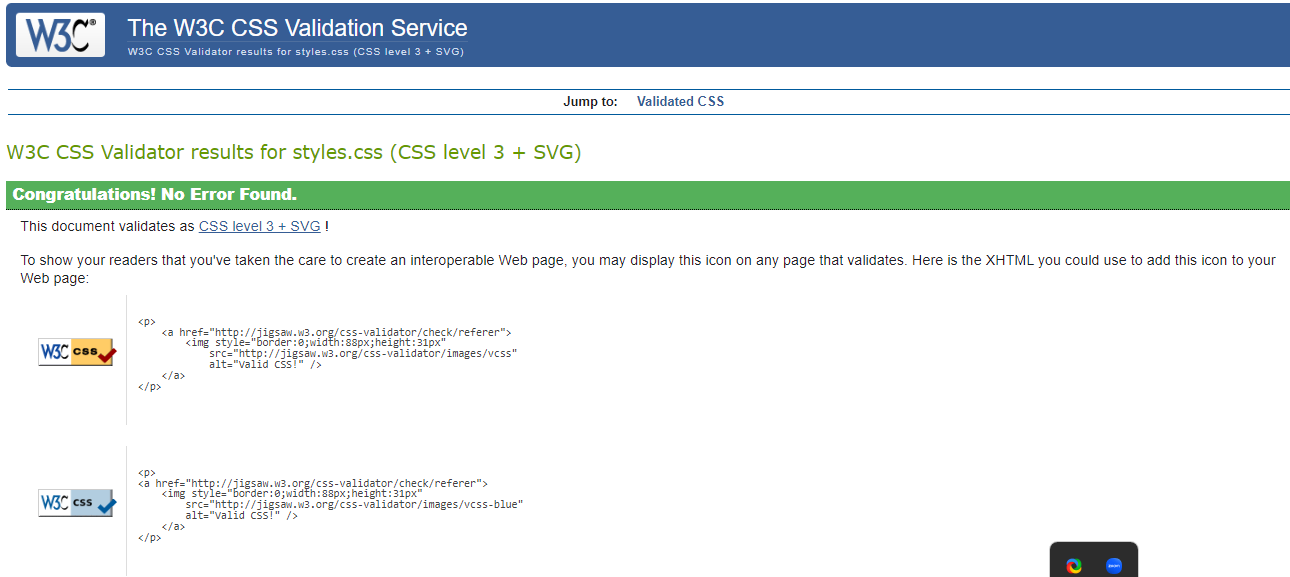 W3C®
The W3C CSS Validation Service
W3C CSS Validator results for styles.css (CSS level 3 + SVG)
Jump to: Validated CSS
W3C CSS Validator results for styles.css (CSS level 3 + SVG)
Congratulations! No Error Found.
This document validates as CSS level 3 + SVG !
To show your readers that you've taken the care to create an interoperable Web page, you may display this icon on any page that validates. Here is the XHTML you could use to add this icon to your
Web page:
W3C css
<p>
    <a href="http://jigsaw.w3.org/css-validator/check/referer">
        <img style="border:0;width:88px;height:31px"
            src="http://jigsaw.w3.org/css-validator/images/vcss"
            alt="Valid CSS!" />
    </a>
</p>
W3C css
<p>
<a href="http://jigsaw.w3.org/css-validator/check/referer">
    <img style="border:0;width:88px;height:31px"
        src="http://jigsaw.w3.org/css-validator/images/vcss-blue"
        alt="Valid CSS!" />
    </a>
</p>